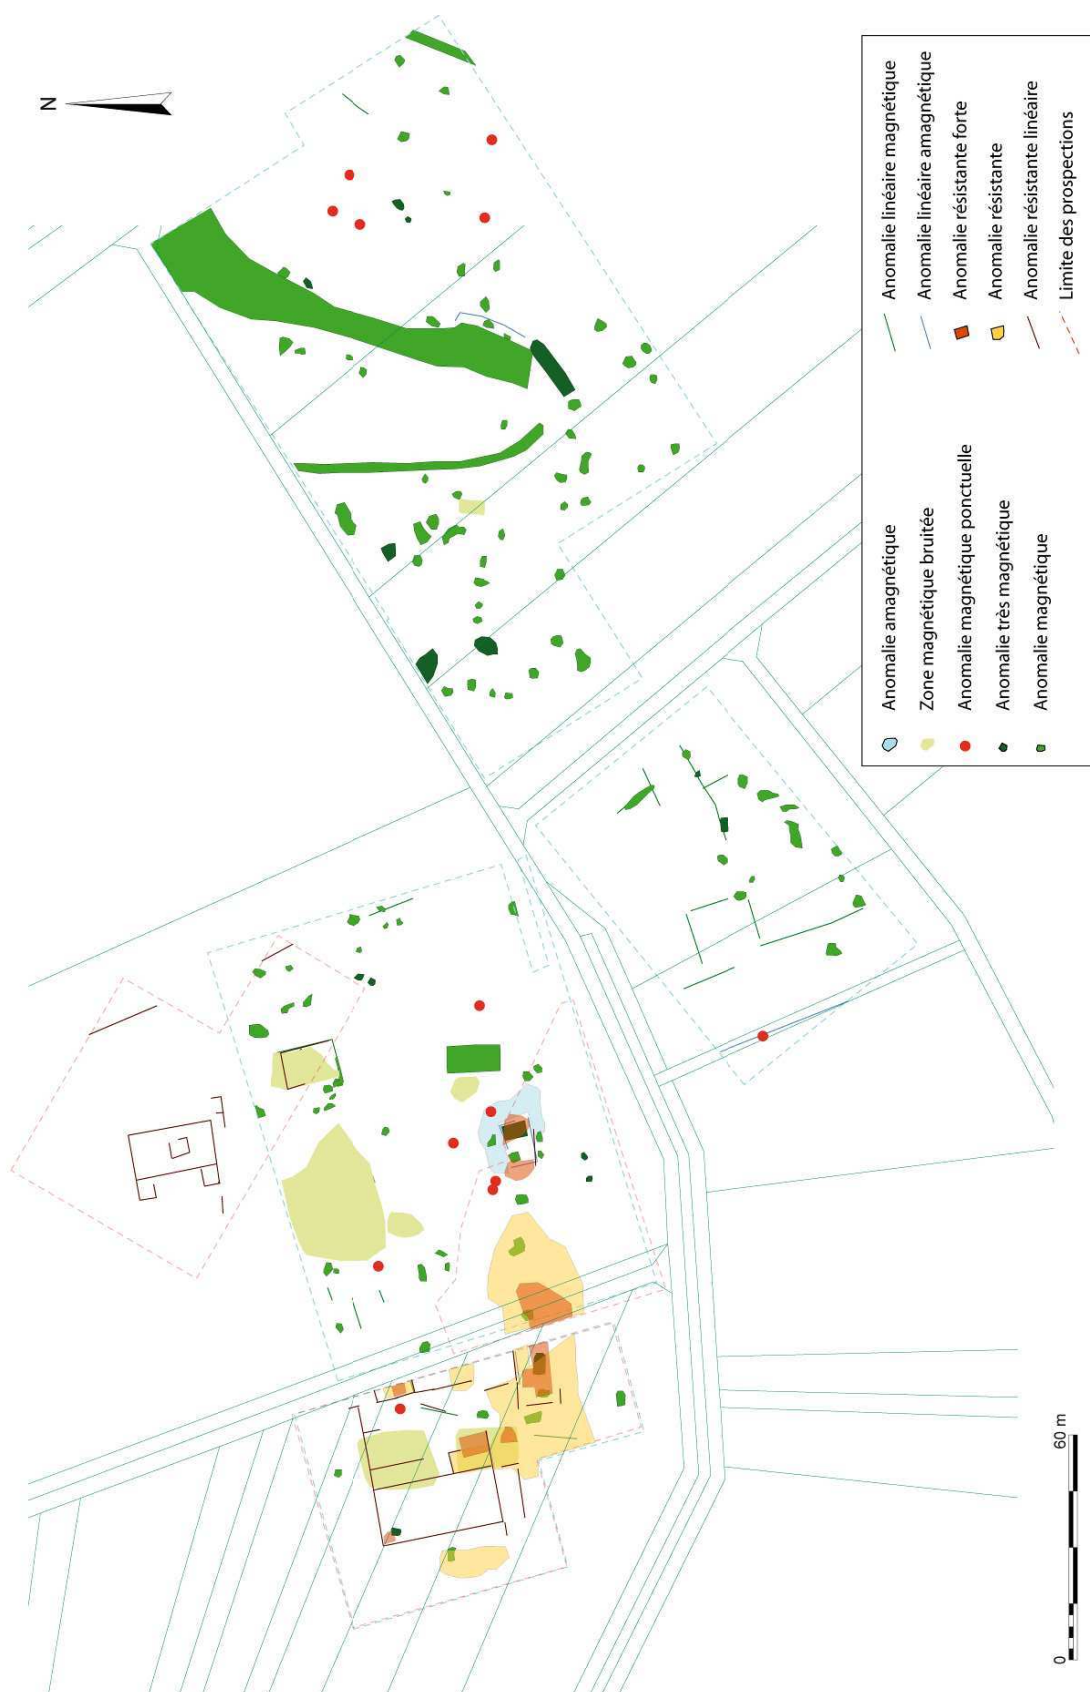 N
Anomalie amagnétique
Zone magnétique bruitée
Anomalie magnétique ponctuelle
Anomalie très magnétique
Anomalie magnétique
Anomalie linéaire magnétique
Anomalie linéaire amagnétique
Anomalie résistante forte
Anomalie résistante
Anomalie résistante linéaire
Limite des prospections
0 60 m